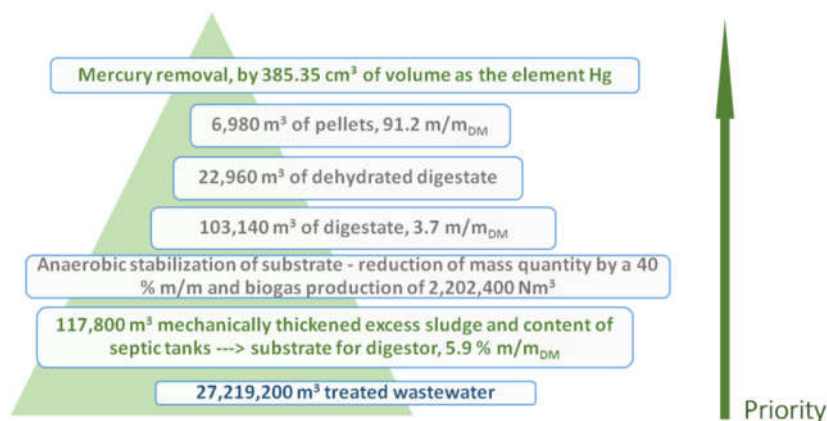 Mercury removal, by 385.35 cm³ of volume as the element Hg
6,980 m³ of pellets, 91.2 m/mDM
22,960 m³ of dehydrated digestate
103,140 m³ of digestate, 3.7 m/mDM
Anaerobic stabilization of substrate - reduction of mass quantity by a 40
% m/m and biogas production of 2,202,400 Nm³
117,800 m³ mechanically thickened excess sludge and content of
septic tanks ---> substrate for digestor, 5.9 % m/mDM
27,219,200 m³ treated wastewater
Priority